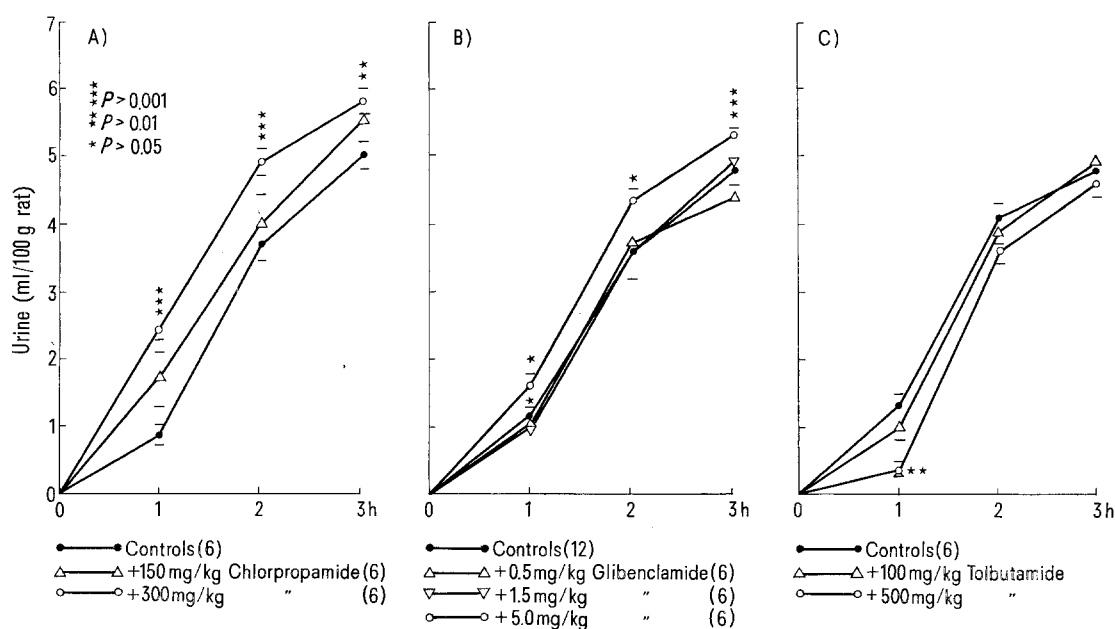 A)
B)
C)
7
6
5
4
3
2
1
0
Urine (ml/100 g rat)
*** P > 0.001
** P > 0.01
* P > 0.05
***
***
**
*
*
*
***
**
0 1 2 3 h
0 1 2 3 h
0 1 2 3 h
Controls (6)
+150 mg/kg Chlorpropamide (6)
+300 mg/kg " (6)
Controls (12)
+0.5 mg/kg Glibenclamide (6)
+1.5 mg/kg " (6)
+5.0 mg/kg " (6)
Controls (6)
+100 mg/kg Tolbutamide
+500 mg/kg "